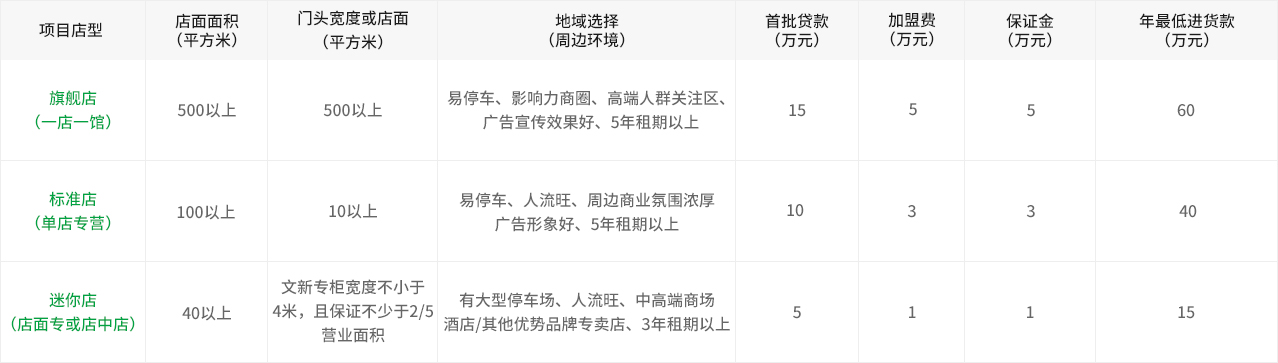 项目店型
店面面积
（平方米）
门头宽度或店面
（平方米）
地域选择
（周边环境）
首批贷款
（万元）
加盟费
（万元）
保证金
（万元）
年最低进货款
（万元）
旗舰店
（一店一馆）
500以上
500以上
易停车、影响力商圈、高端人群关注区、
广告宣传效果好、5年租期以上
15
5
5
60
标准店
（单店专营）
100以上
10以上
易停车、人流旺、周边商业氛围浓厚
广告形象好、5年租期以上
10
3
3
40
迷你店
（店面专或店中店）
40以上
文新专柜宽度不小于
4米，且保证不少于2/5
营业面积
有大型停车场、人流旺、中高端商场
酒店/其他优势品牌专卖店、3年租期以上
5
1
1
15